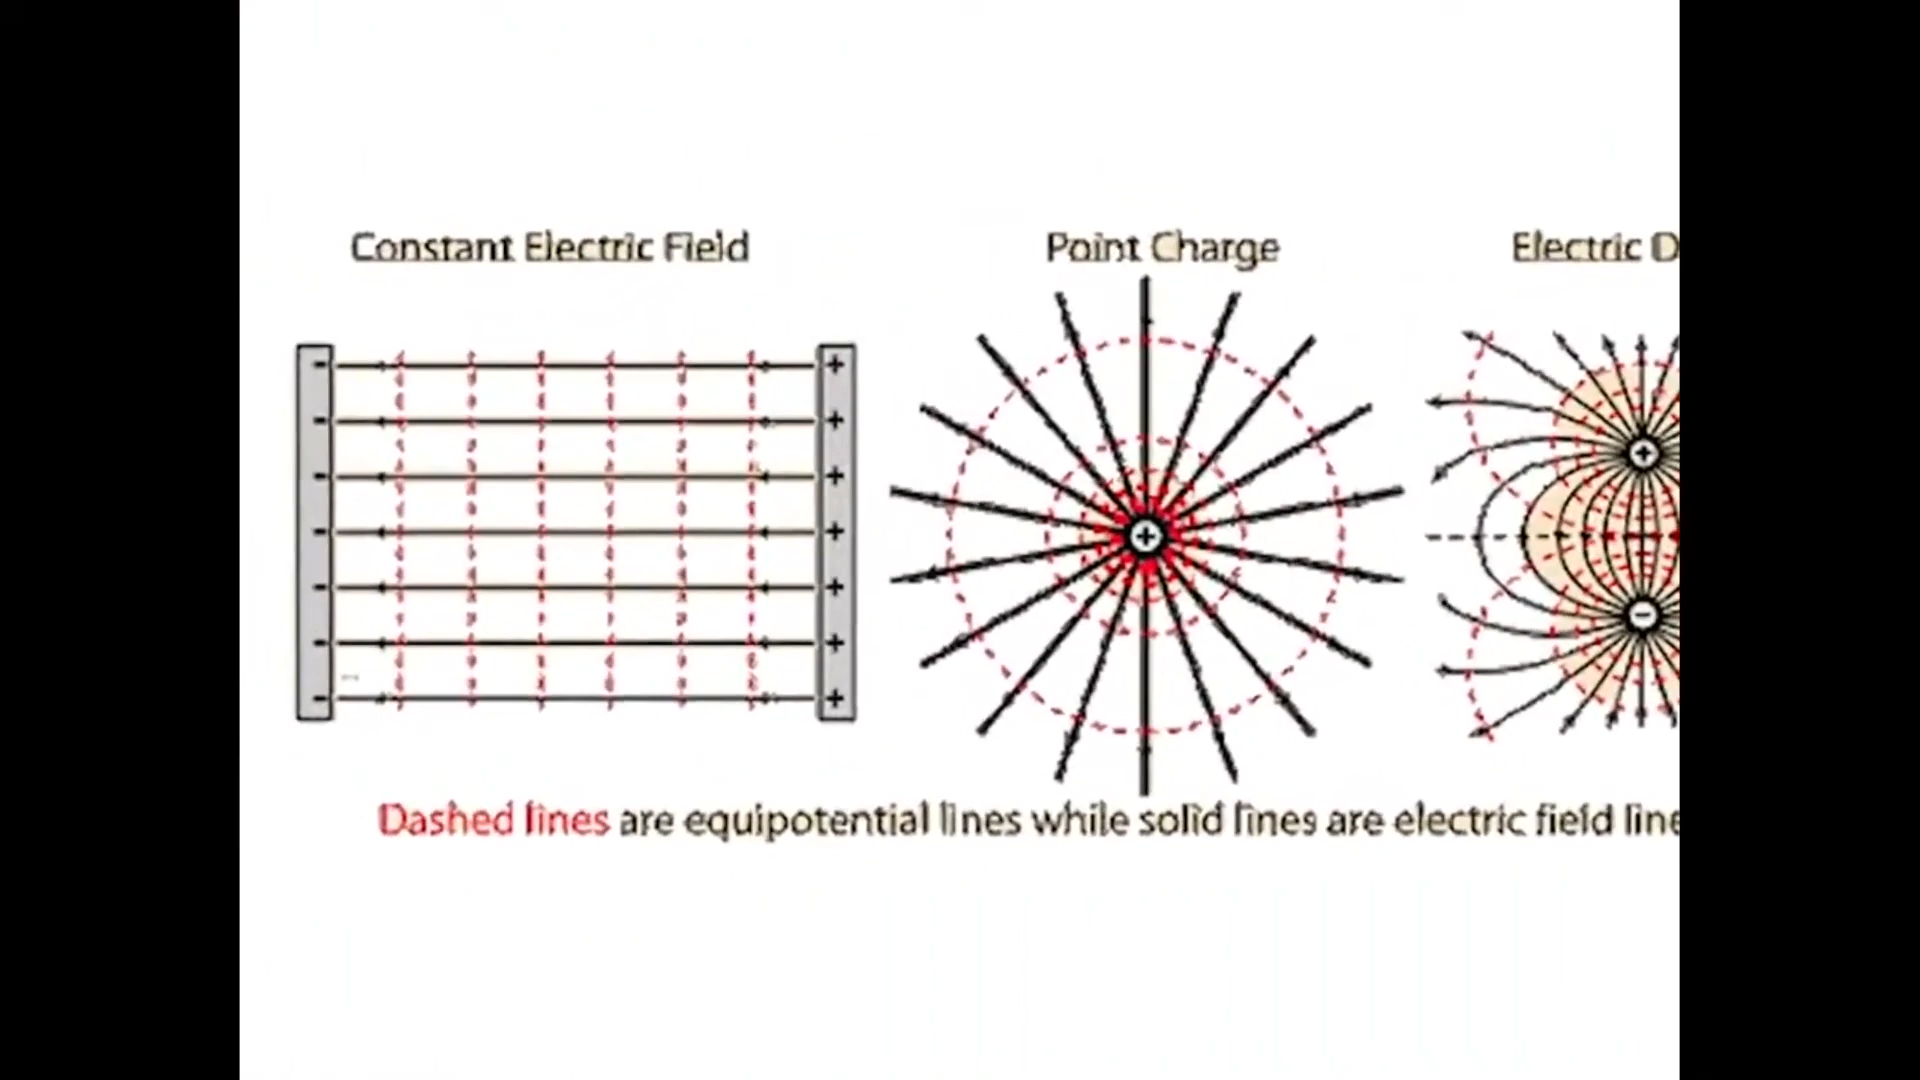 Constant Electric Field
Point Charge
Electric D
Dashed lines are equipotential lines while solid lines are electric field line